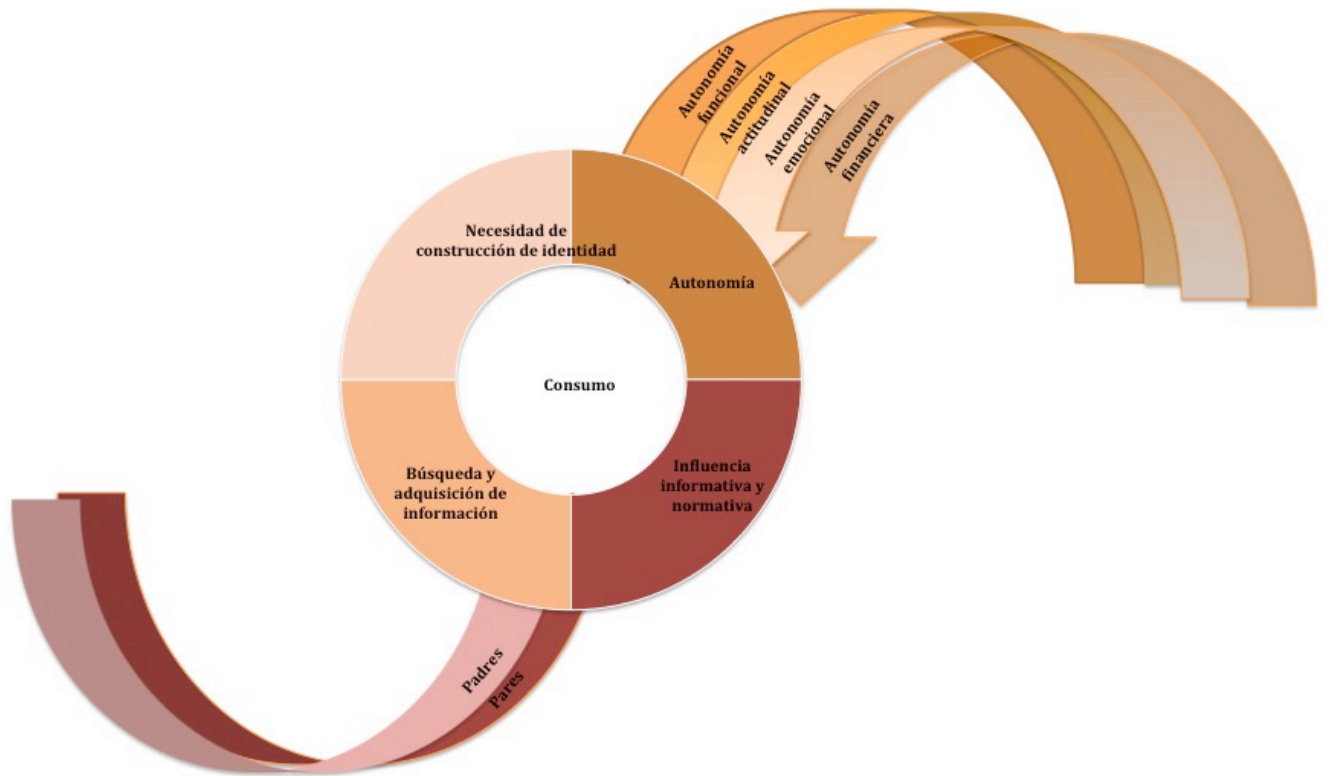 Autonomía
funcional
Autonomía
actitudinal
Autonomía
emocional
Autonomía
financiera
Necesidad de
construcción de identidad
Autonomía
Consumo
Búsqueda y
adquisición de
información
Influencia
informativa y
normativa
Padres
Pares